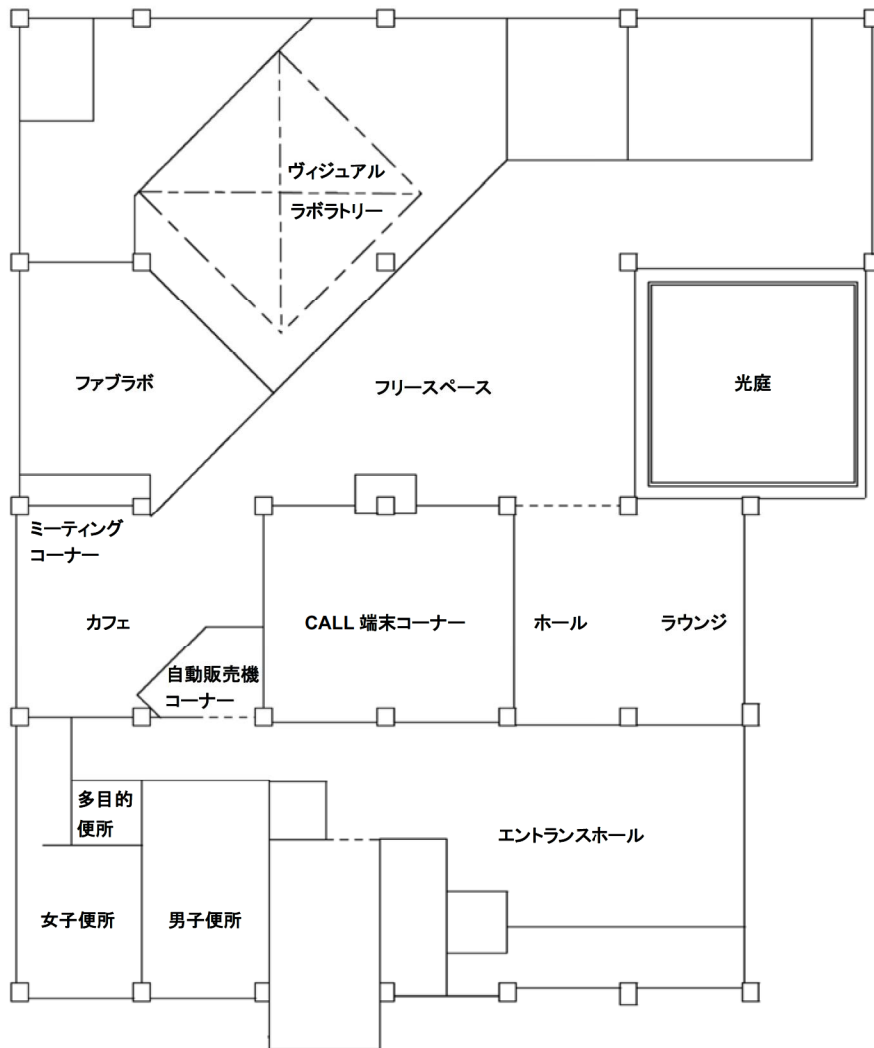 ヴィジュアル
ラボラトリー
ファブラボ
フリースペース
光庭
ミーティング
コーナー
カフェ
CALL 端末コーナー
ホール
ラウンジ
自動販売機
コーナー
多目的
便所
エントランスホール
女子便所
男子便所